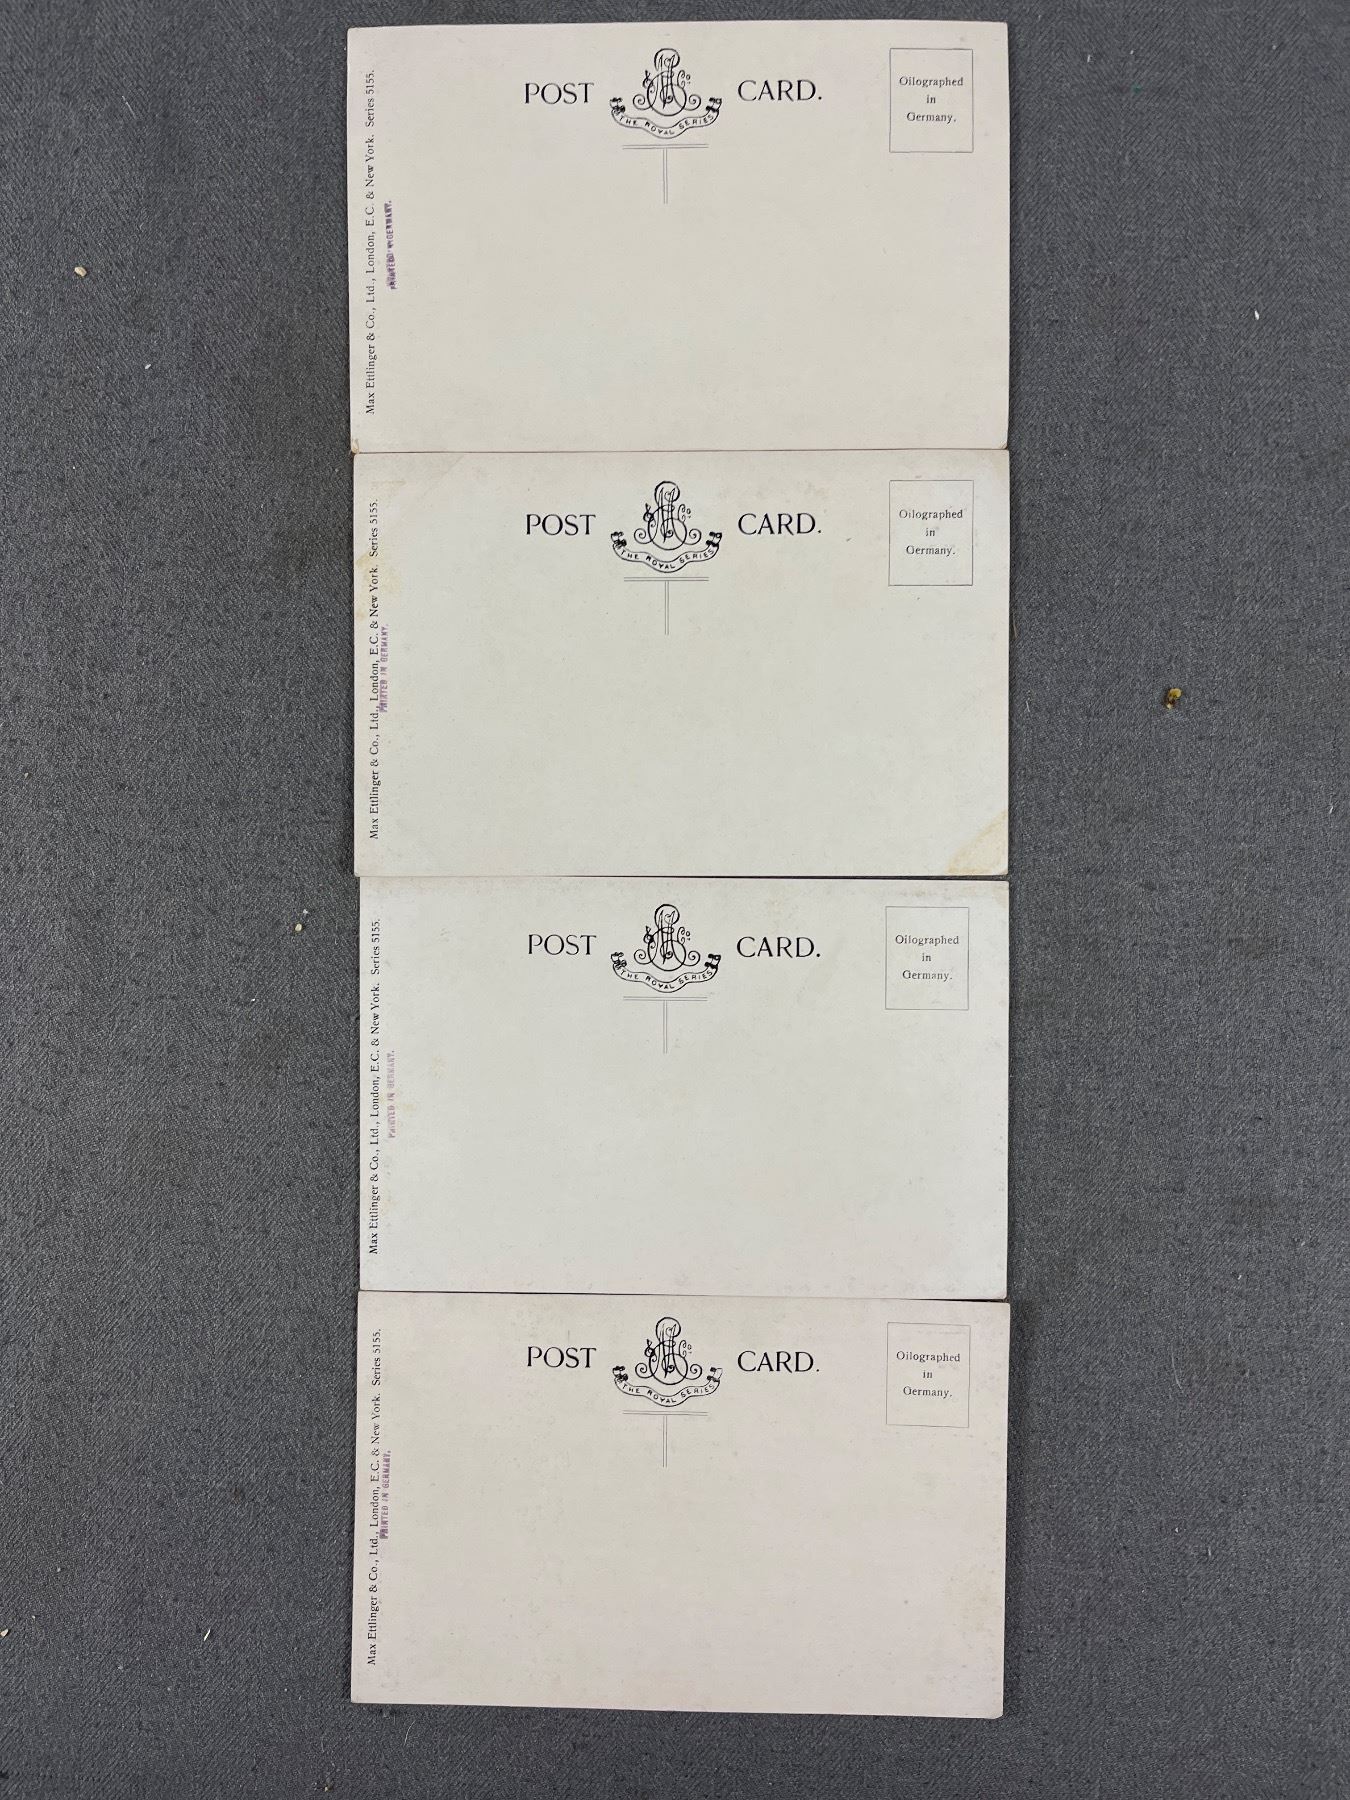 POST CARD.
THE ROYAL SERIES
Oilographed
in
Germany.
Max Ettlinger & Co., Ltd., London, E.C. & New York. Series 5155.
PRINTED IN GERMANY.
POST CARD.
THE ROYAL SERIES
Oilographed
in
Germany.
Max Ettlinger & Co., Ltd., London, E.C. & New York. Series 5155.
PRINTED IN GERMANY.
POST CARD.
THE ROYAL SERIES
Oilographed
in
Germany.
Max Ettlinger & Co., Ltd., London, E.C. & New York. Series 5155.
PRINTED IN GERMANY.
POST CARD.
THE ROYAL SERIES
Oilographed
in
Germany.
Max Ettlinger & Co., Ltd., London, E.C. & New York. Series 5155.
PRINTED IN GERMANY.